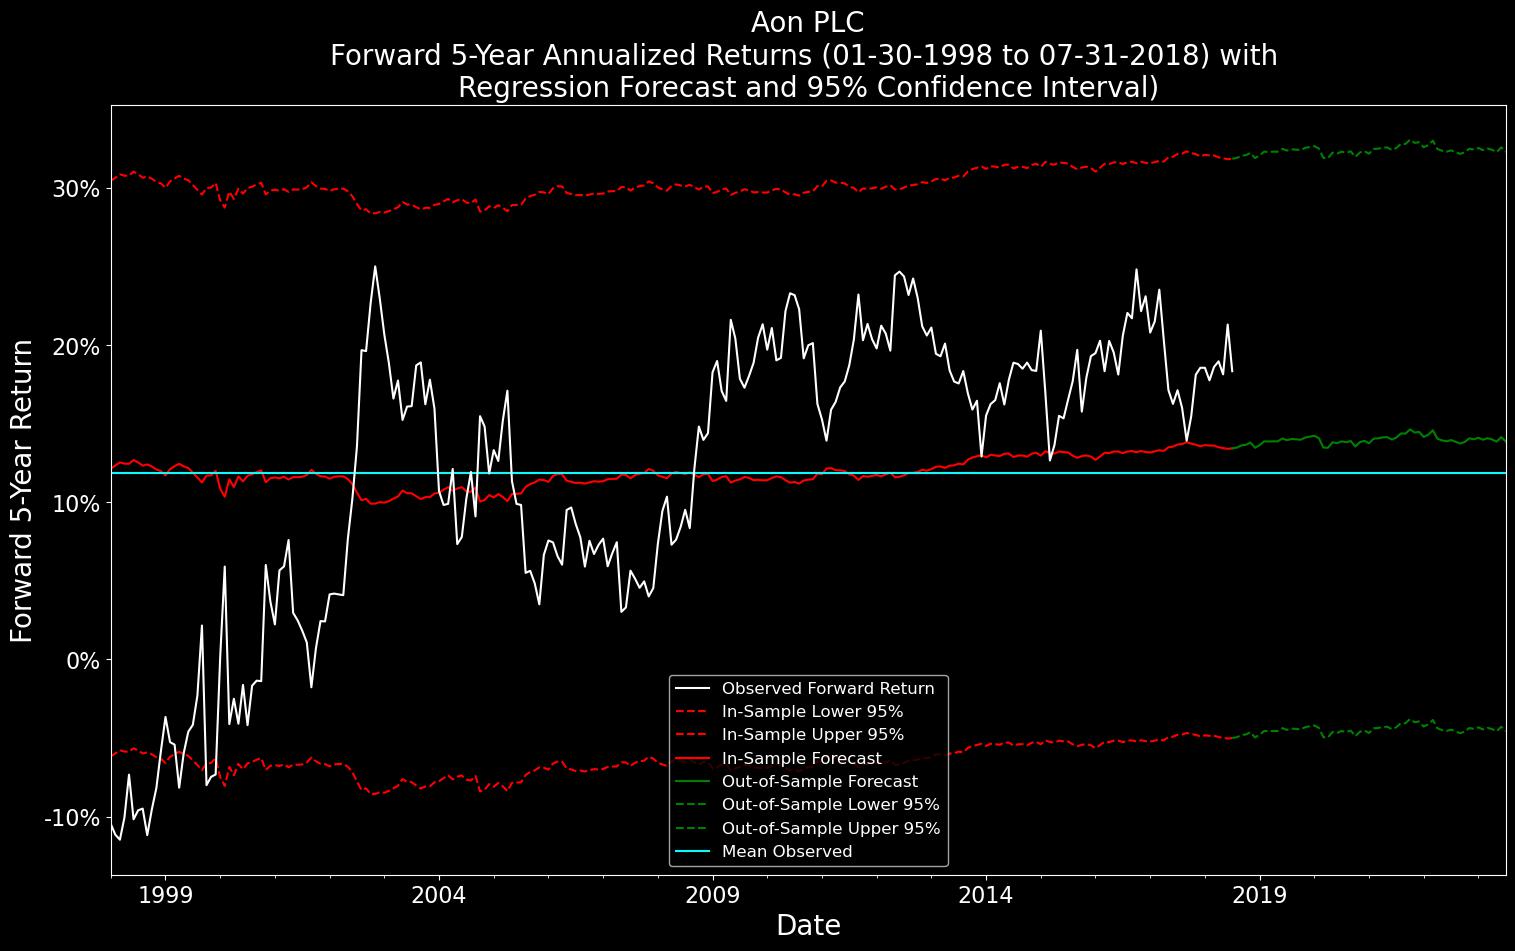 Aon PLC
Forward 5-Year Annualized Returns (01-30-1998 to 07-31-2018) with
Regression Forecast and 95% Confidence Interval)
Forward 5-Year Return
30%
20%
10%
0%
-10%
Observed Forward Return
In-Sample Lower 95%
In-Sample Upper 95%
In-Sample Forecast
Out-of-Sample Forecast
Out-of-Sample Lower 95%
Out-of-Sample Upper 95%
Mean Observed
1999
2004
2009
2014
2019
Date